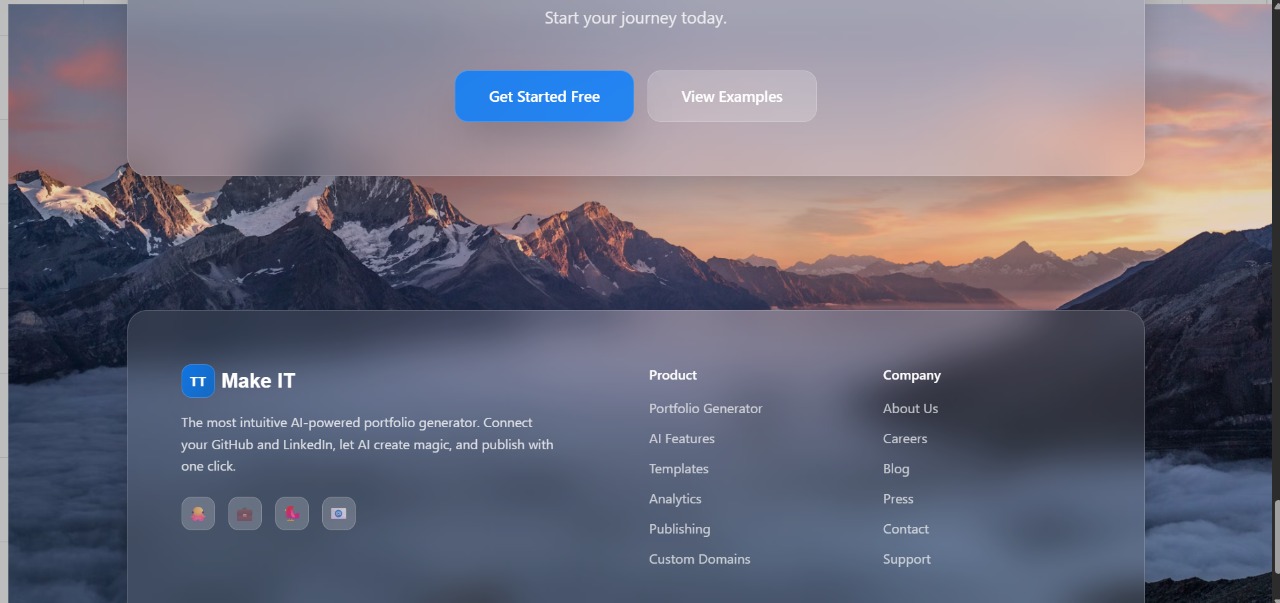 Start your journey today.
Get Started Free
View Examples
TT
Make IT
The most intuitive AI-powered portfolio generator. Connect
your GitHub and LinkedIn, let AI create magic, and publish with
one click.
Product
Portfolio Generator
AI Features
Templates
Analytics
Publishing
Custom Domains
Company
About Us
Careers
Blog
Press
Contact
Support